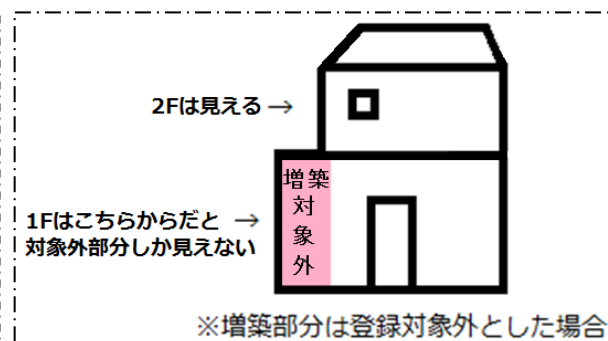 2Fは見える →
増築
対
象
外
1Fはこちらからだと →
対象外部分しか見えない
※増築部分は登録対象外とした場合